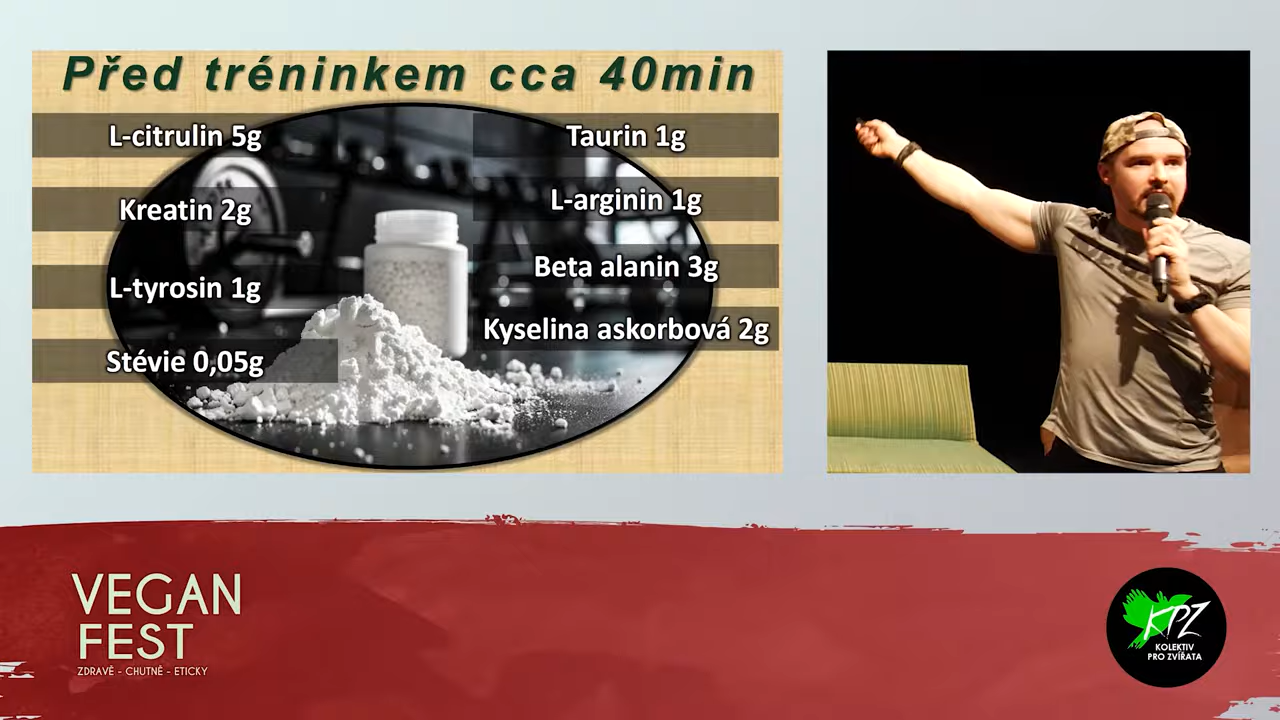 Před tréninkem cca 40min
L-citrulin 5g
Kreatin 2g
L-tyrosin 1g
Stévie 0,05g
Taurin 1g
L-arginin 1g
Beta alanin 3g
Kyselina askorbová 2g
VEGAN
FEST
ZDRAVĚ - CHUTNĚ - ETICKY
KPZ
KOLEKTIV
PRO ZVÍŘATA